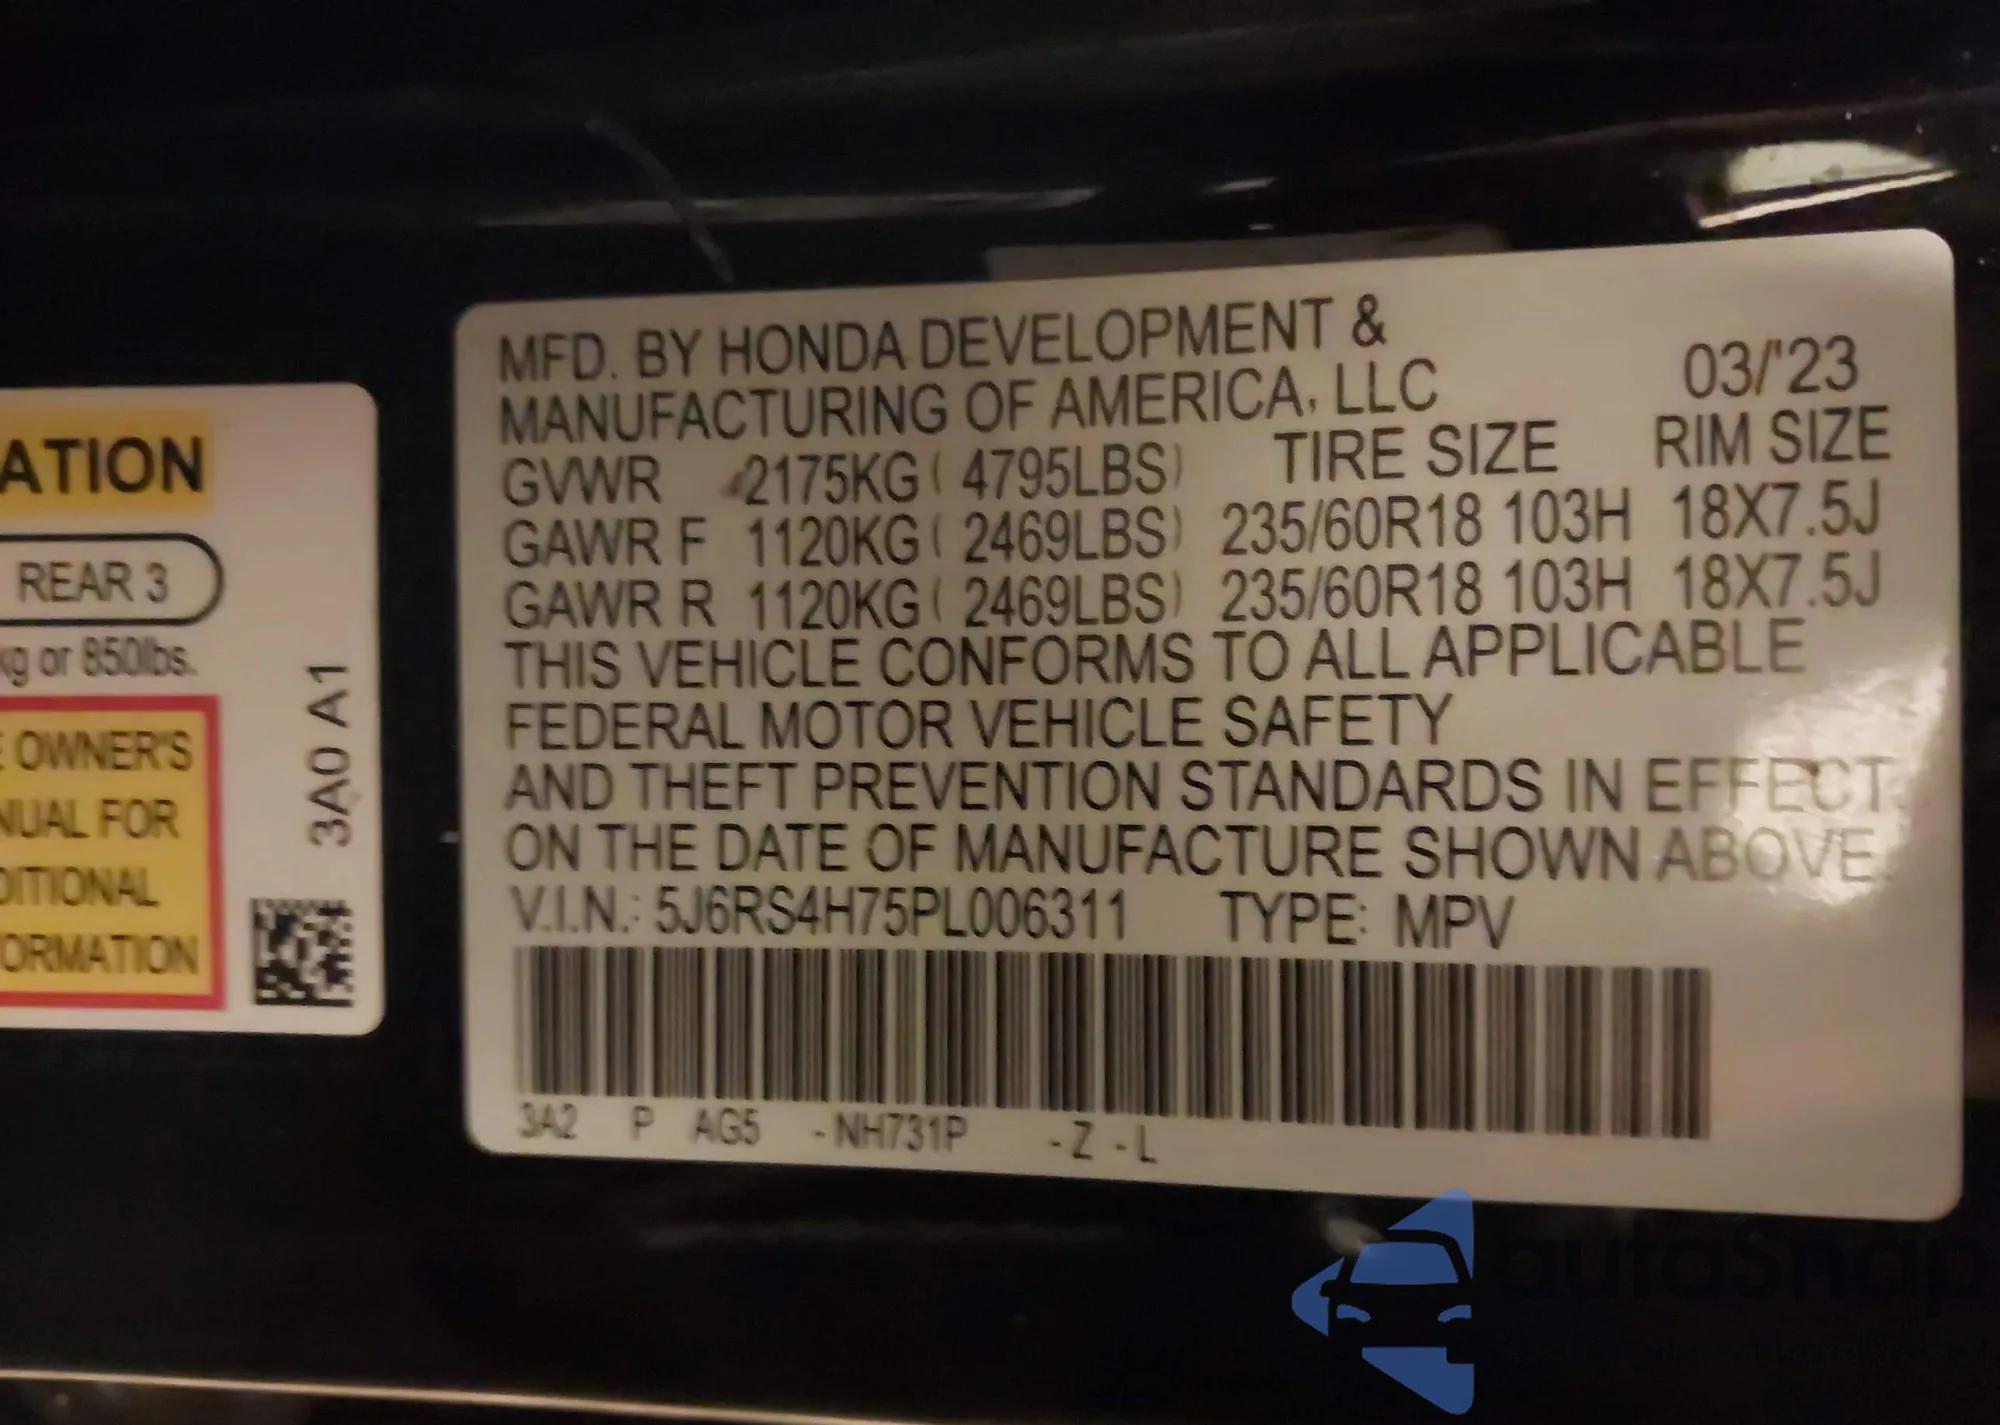 ATION
REAR 3
kg or 850lbs.
E OWNER'S
NUAL FOR
DITIONAL
ORMATION
3A0 A1
MFD. BY HONDA DEVELOPMENT &
MANUFACTURING OF AMERICA, LLC 03/'23
GVWR 2175KG ( 4795LBS) TIRE SIZE RIM SIZE
GAWR F 1120KG ( 2469LBS) 235/60R18 103H 18X7.5J
GAWR R 1120KG ( 2469LBS) 235/60R18 103H 18X7.5J
THIS VEHICLE CONFORMS TO ALL APPLICABLE
FEDERAL MOTOR VEHICLE SAFETY
AND THEFT PREVENTION STANDARDS IN EFFECT
ON THE DATE OF MANUFACTURE SHOWN ABOVE.
V.I.N.: 5J6RS4H75PL006311 TYPE: MPV
3A2 P AG5 -NH731P -Z -L
autaSnap